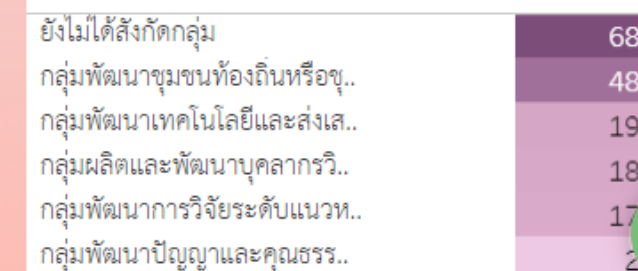 ยังไม่ได้สังกัดกลุ่ม 68
กลุ่มพัฒนาชุมชนท้องถิ่นหรือชุ.. 48
กลุ่มพัฒนาเทคโนโลยีและส่งเส.. 19
กลุ่มผลิตและพัฒนาบุคลากรวิ.. 18
กลุ่มพัฒนาการวิจัยระดับแนวห.. 17
กลุ่มพัฒนาปัญญาและคุณธรร.. 2